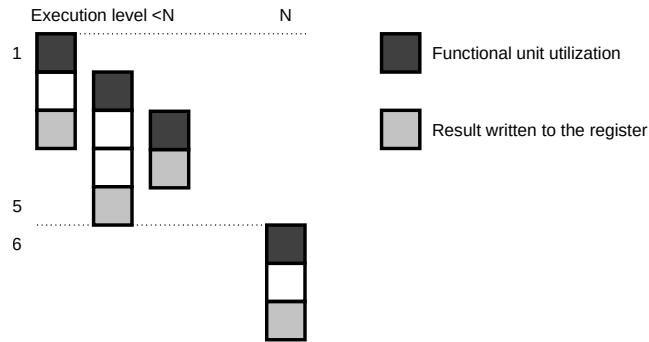 Execution level <N N
1
Functional unit utilization
Result written to the register
5
6